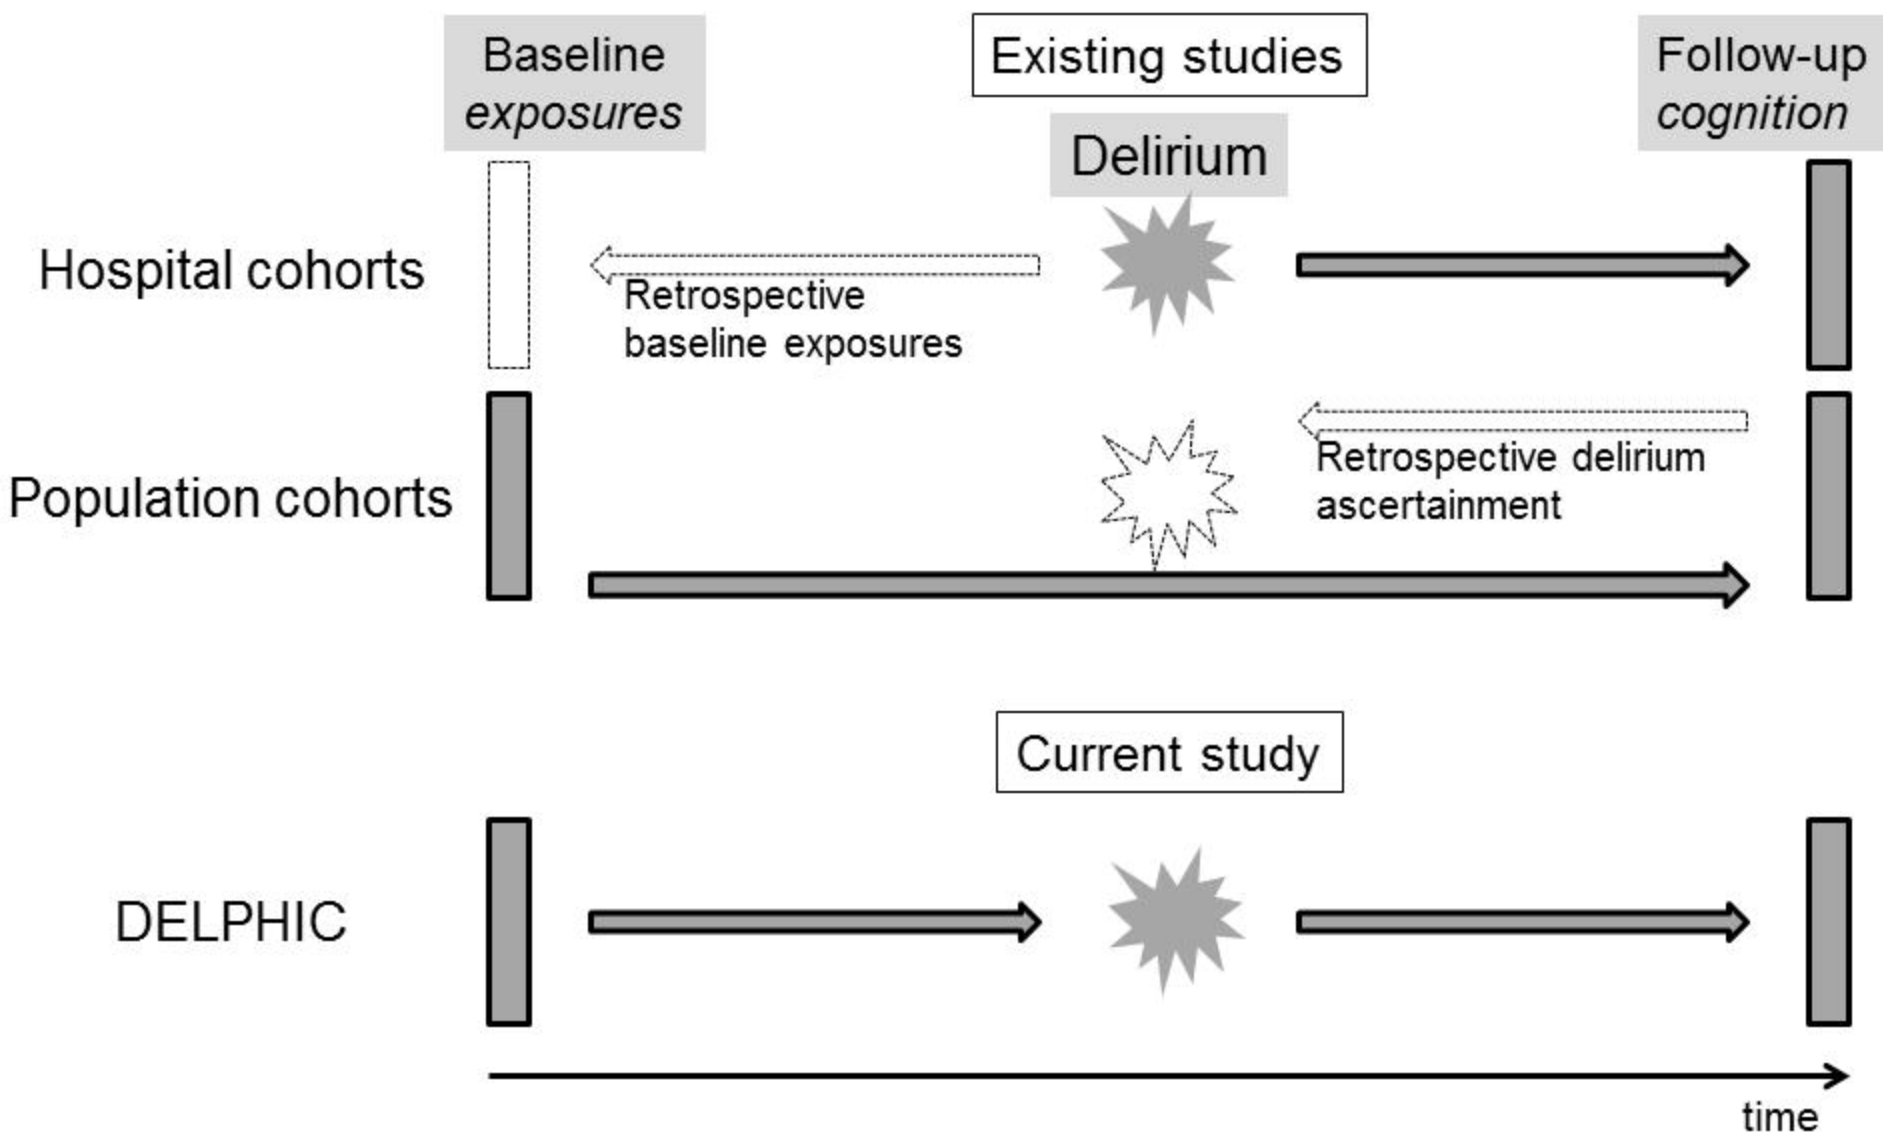 Baseline
exposures
Existing studies
Follow-up
cognition
Delirium
Hospital cohorts
Retrospective
baseline exposures
Population cohorts
Retrospective delirium
ascertainment
Current study
DELPHIC
time